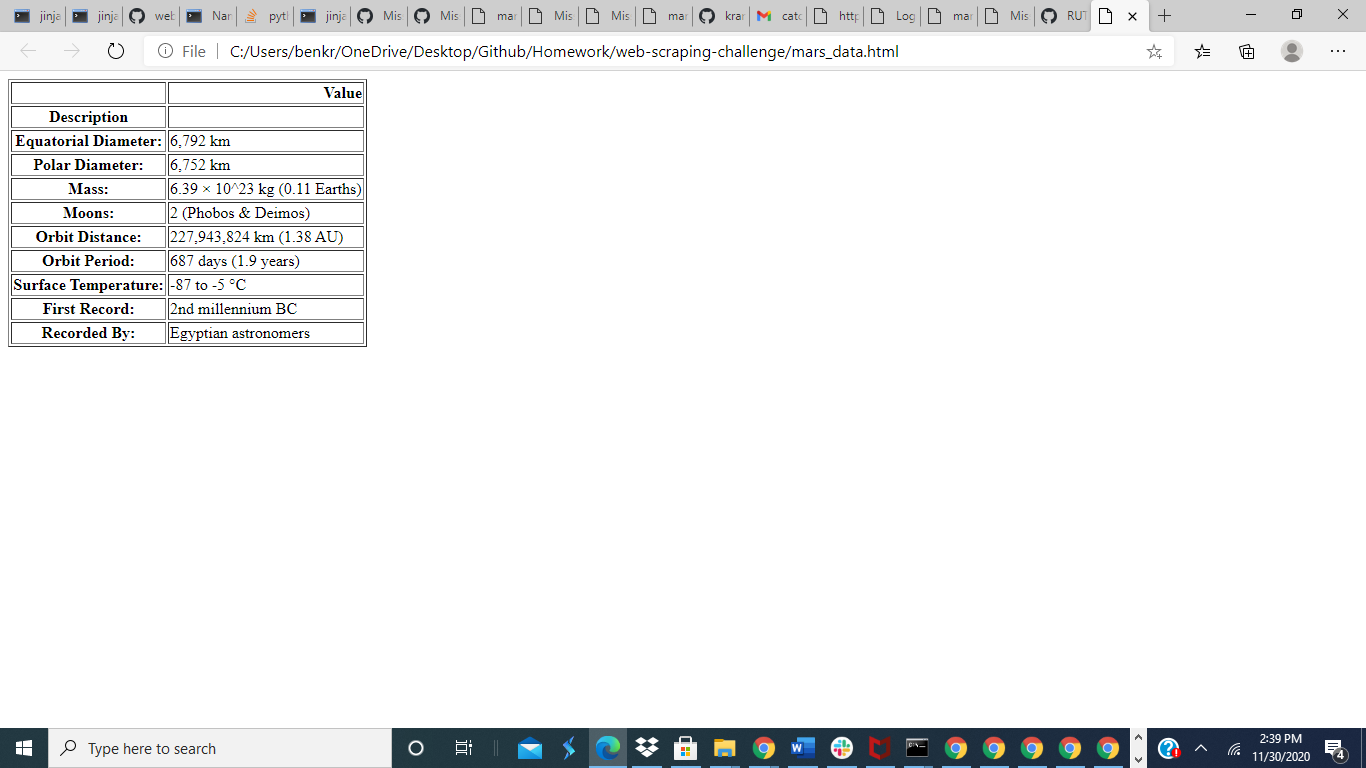 jinja jinja web Nan pyth jinja Mis Mis mar Mis Mis mar krar catc http Log mar Mis RUT
File C:/Users/benkr/OneDrive/Desktop/Github/Homework/web-scraping-challenge/mars_data.html
Value
Description
Equatorial Diameter: 6,792 km
Polar Diameter: 6,752 km
Mass: 6.39 × 10^23 kg (0.11 Earths)
Moons: 2 (Phobos & Deimos)
Orbit Distance: 227,943,824 km (1.38 AU)
Orbit Period: 687 days (1.9 years)
Surface Temperature: -87 to -5 °C
First Record: 2nd millennium BC
Recorded By: Egyptian astronomers
Type here to search
2:39 PM
11/30/2020
4